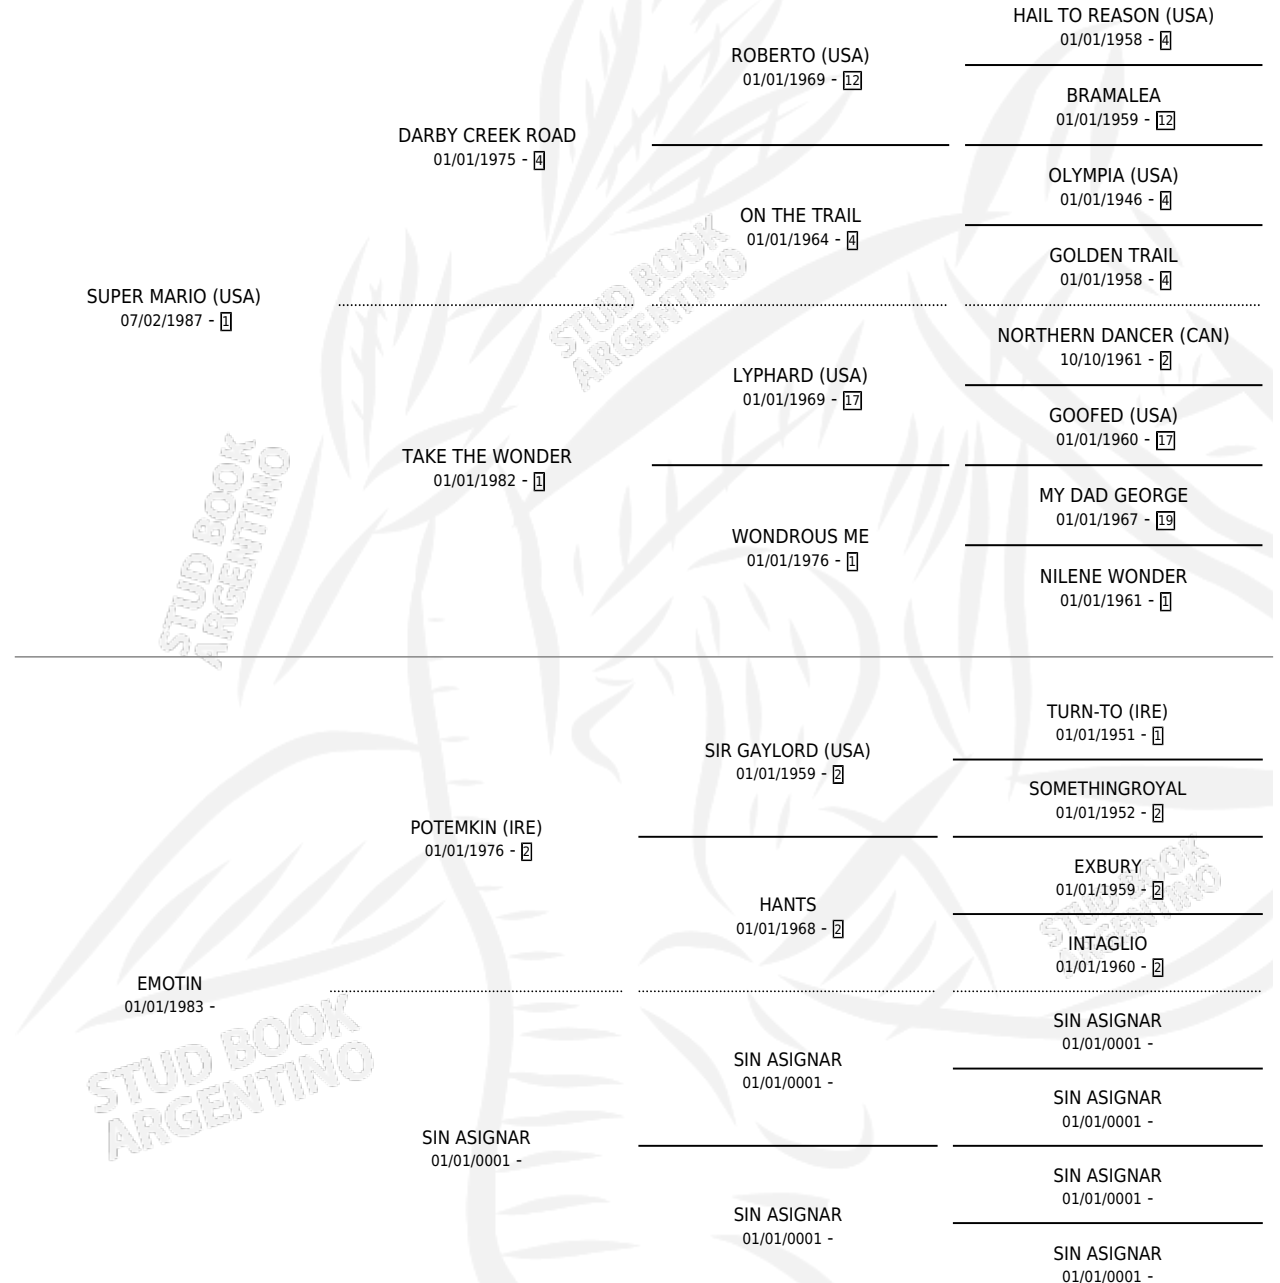 HAIL TO REASON (USA)
01/01/1958 - 4
ROBERTO (USA)
01/01/1969 - 12
BRAMALEA
01/01/1959 - 12
DARBY CREEK ROAD
01/01/1975 - 4
OLYMPIA (USA)
01/01/1946 - 4
ON THE TRAIL
01/01/1964 - 4
GOLDEN TRAIL
01/01/1958 - 4
SUPER MARIO (USA)
07/02/1987 - 1
NORTHERN DANCER (CAN)
10/10/1961 - 2
LYPHARD (USA)
01/01/1969 - 17
GOOFED (USA)
01/01/1960 - 17
TAKE THE WONDER
01/01/1982 - 1
MY DAD GEORGE
01/01/1967 - 19
WONDROUS ME
01/01/1976 - 1
NILENE WONDER
01/01/1961 - 1
TURN-TO (IRE)
01/01/1951 - 1
SIR GAYLORD (USA)
01/01/1959 - 2
SOMETHINGROYAL
01/01/1952 - 2
POTEMKIN (IRE)
01/01/1976 - 2
EXBURY
01/01/1959 - 2
HANTS
01/01/1968 - 2
INTAGLIO
01/01/1960 - 2
EMOTIN
01/01/1983 -
SIN ASIGNAR
01/01/0001 -
SIN ASIGNAR
01/01/0001 -
SIN ASIGNAR
01/01/0001 -
SIN ASIGNAR
01/01/0001 -
SIN ASIGNAR
01/01/0001 -
SIN ASIGNAR
01/01/0001 -
SIN ASIGNAR
01/01/0001 -
STUD BOOK
ARGENTINO
STUD BOOK
ARGENTINO
STUD BOOK
ARGENTINO
STUD BOOK
ARGENTINO